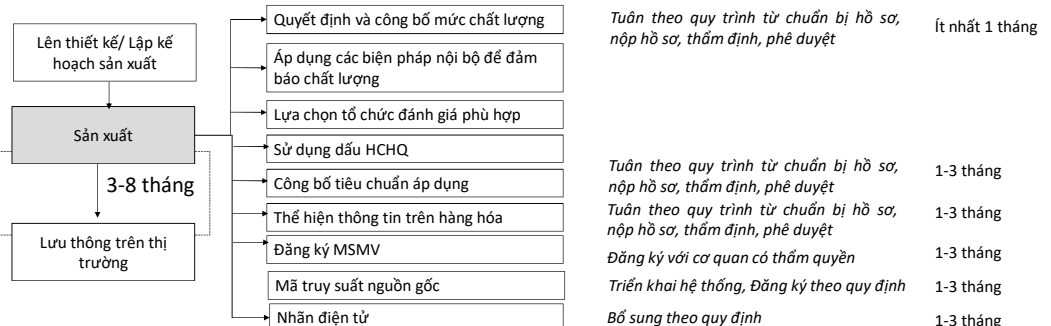 Lên thiết kế/ Lập kế
hoạch sản xuất
Sản xuất
3-8 tháng
Lưu thông trên thị
trường
Quyết định và công bố mức chất lượng
Tuân theo quy trình từ chuẩn bị hồ sơ,
nộp hồ sơ, thẩm định, phê duyệt
Ít nhất 1 tháng
Áp dụng các biện pháp nội bộ để đảm
bảo chất lượng
Lựa chọn tổ chức đánh giá phù hợp
Sử dụng dấu HCHQ
Công bố tiêu chuẩn áp dụng
Tuân theo quy trình từ chuẩn bị hồ sơ,
nộp hồ sơ, thẩm định, phê duyệt
1-3 tháng
Thể hiện thông tin trên hàng hóa
Tuân theo quy trình từ chuẩn bị hồ sơ,
nộp hồ sơ, thẩm định, phê duyệt
1-3 tháng
Đăng ký MSMV
Đăng ký với cơ quan có thẩm quyền
1-3 tháng
Mã truy suất nguồn gốc
Triển khai hệ thống, Đăng ký theo quy định
1-3 tháng
Nhãn điện tử
Bổ sung theo quy định
1-3 tháng